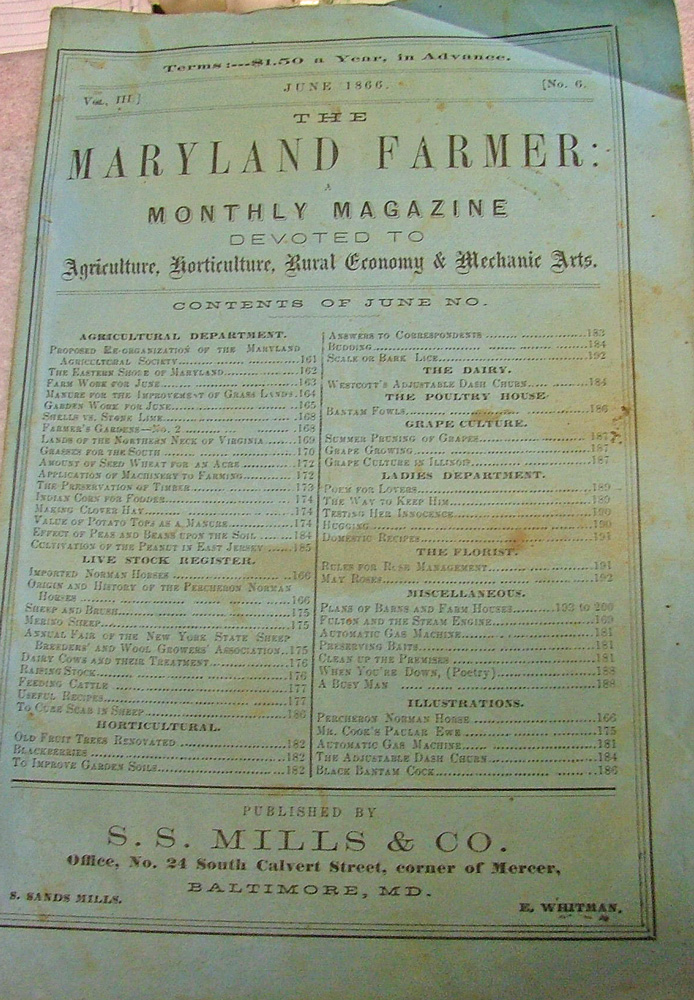 Terms:---$1.50 a Year, in Advance.
Vol. III.]
JUNE 1866.
[No. 6.
THE
MARYLAND FARMER:
A
MONTHLY MAGAZINE
DEVOTED TO
Agriculture, Horticulture, Rural Economy & Mechanic Arts.
CONTENTS OF JUNE NO.
AGRICULTURAL DEPARTMENT.
Proposed Re-organization of the Maryland
Agricultural Society..........161
The Eastern Shore of Maryland..........162
Farm Work for June..........163
Manure for the Improvement of Grass Lands.164
Garden Work for June..........165
Shells vs. Stone Lime..........168
Farmer's Gardens—No. 2..........168
Lands of the Northern Neck of Virginia..........169
Grasses for the South..........170
Amount of Seed Wheat for an Acre..........172
Application of Machinery to Farming..........172
The Preservation of Timber..........173
Indian Corn for Fodder..........174
Making Clover Hay..........174
Value of Potato Tops as a Manure..........174
Effect of Peas and Beans upon the Soil......184
Cultivation of the Peanut in East Jersey......185
LIVE STOCK REGISTER.
Imported Norman Horses..........166
Origin and History of the Percheron Norman
Horses..........166
Sheep and Brush..........175
Merino Sheep..........175
Annual Fair of the New York State Sheep
Breeders' and Wool Growers' Association..175
Dairy Cows and their Treatment..........176
Raising Stock..........176
Feeding Cattle..........177
Useful Recipes..........177
To Cure Scab in Sheep..........186
HORTICULTURAL.
Old Fruit Trees Renovated..........182
Blackberries..........182
To Improve Garden Soils..........182
Answers to Correspondents..........183
Budding..........184
Scale or Bark Lice..........192
THE DAIRY.
Westcott's Adjustable Dash Churn..........184
THE POULTRY HOUSE
Bantam Fowls..........186
GRAPE CULTURE.
Summer Pruning of Grapes..........187
Grape Growing..........187
Grape Culture in Illinois..........187
LADIES DEPARTMENT.
Poem for Lovers..........189
The Way to Keep Him..........189
Testing Her Innocence..........190
Hugging..........190
Domestic Recipes..........191
THE FLORIST.
Rules for Rose Management..........191
May Roses..........192
MISCELLANEOUS.
Plans of Barns and Farm Houses......193 to 200
Fulton and the Steam Engine..........169
Automatic Gas Machine..........181
Preserving Baits..........181
Clean up the Premises..........181
When You're Down, (Poetry)..........188
A Busy Man..........188
ILLUSTRATIONS.
Percheron Norman Horse..........166
Mr. Cook's Paular Ewe..........175
Automatic Gas Machine..........181
The Adjustable Dash Churn..........184
Black Bantam Cock..........186
PUBLISHED BY
S. S. MILLS & CO.
Office, No. 24 South Calvert Street, corner of Mercer,
BALTIMORE, MD.
S. SANDS MILLS.
E. WHITMAN.